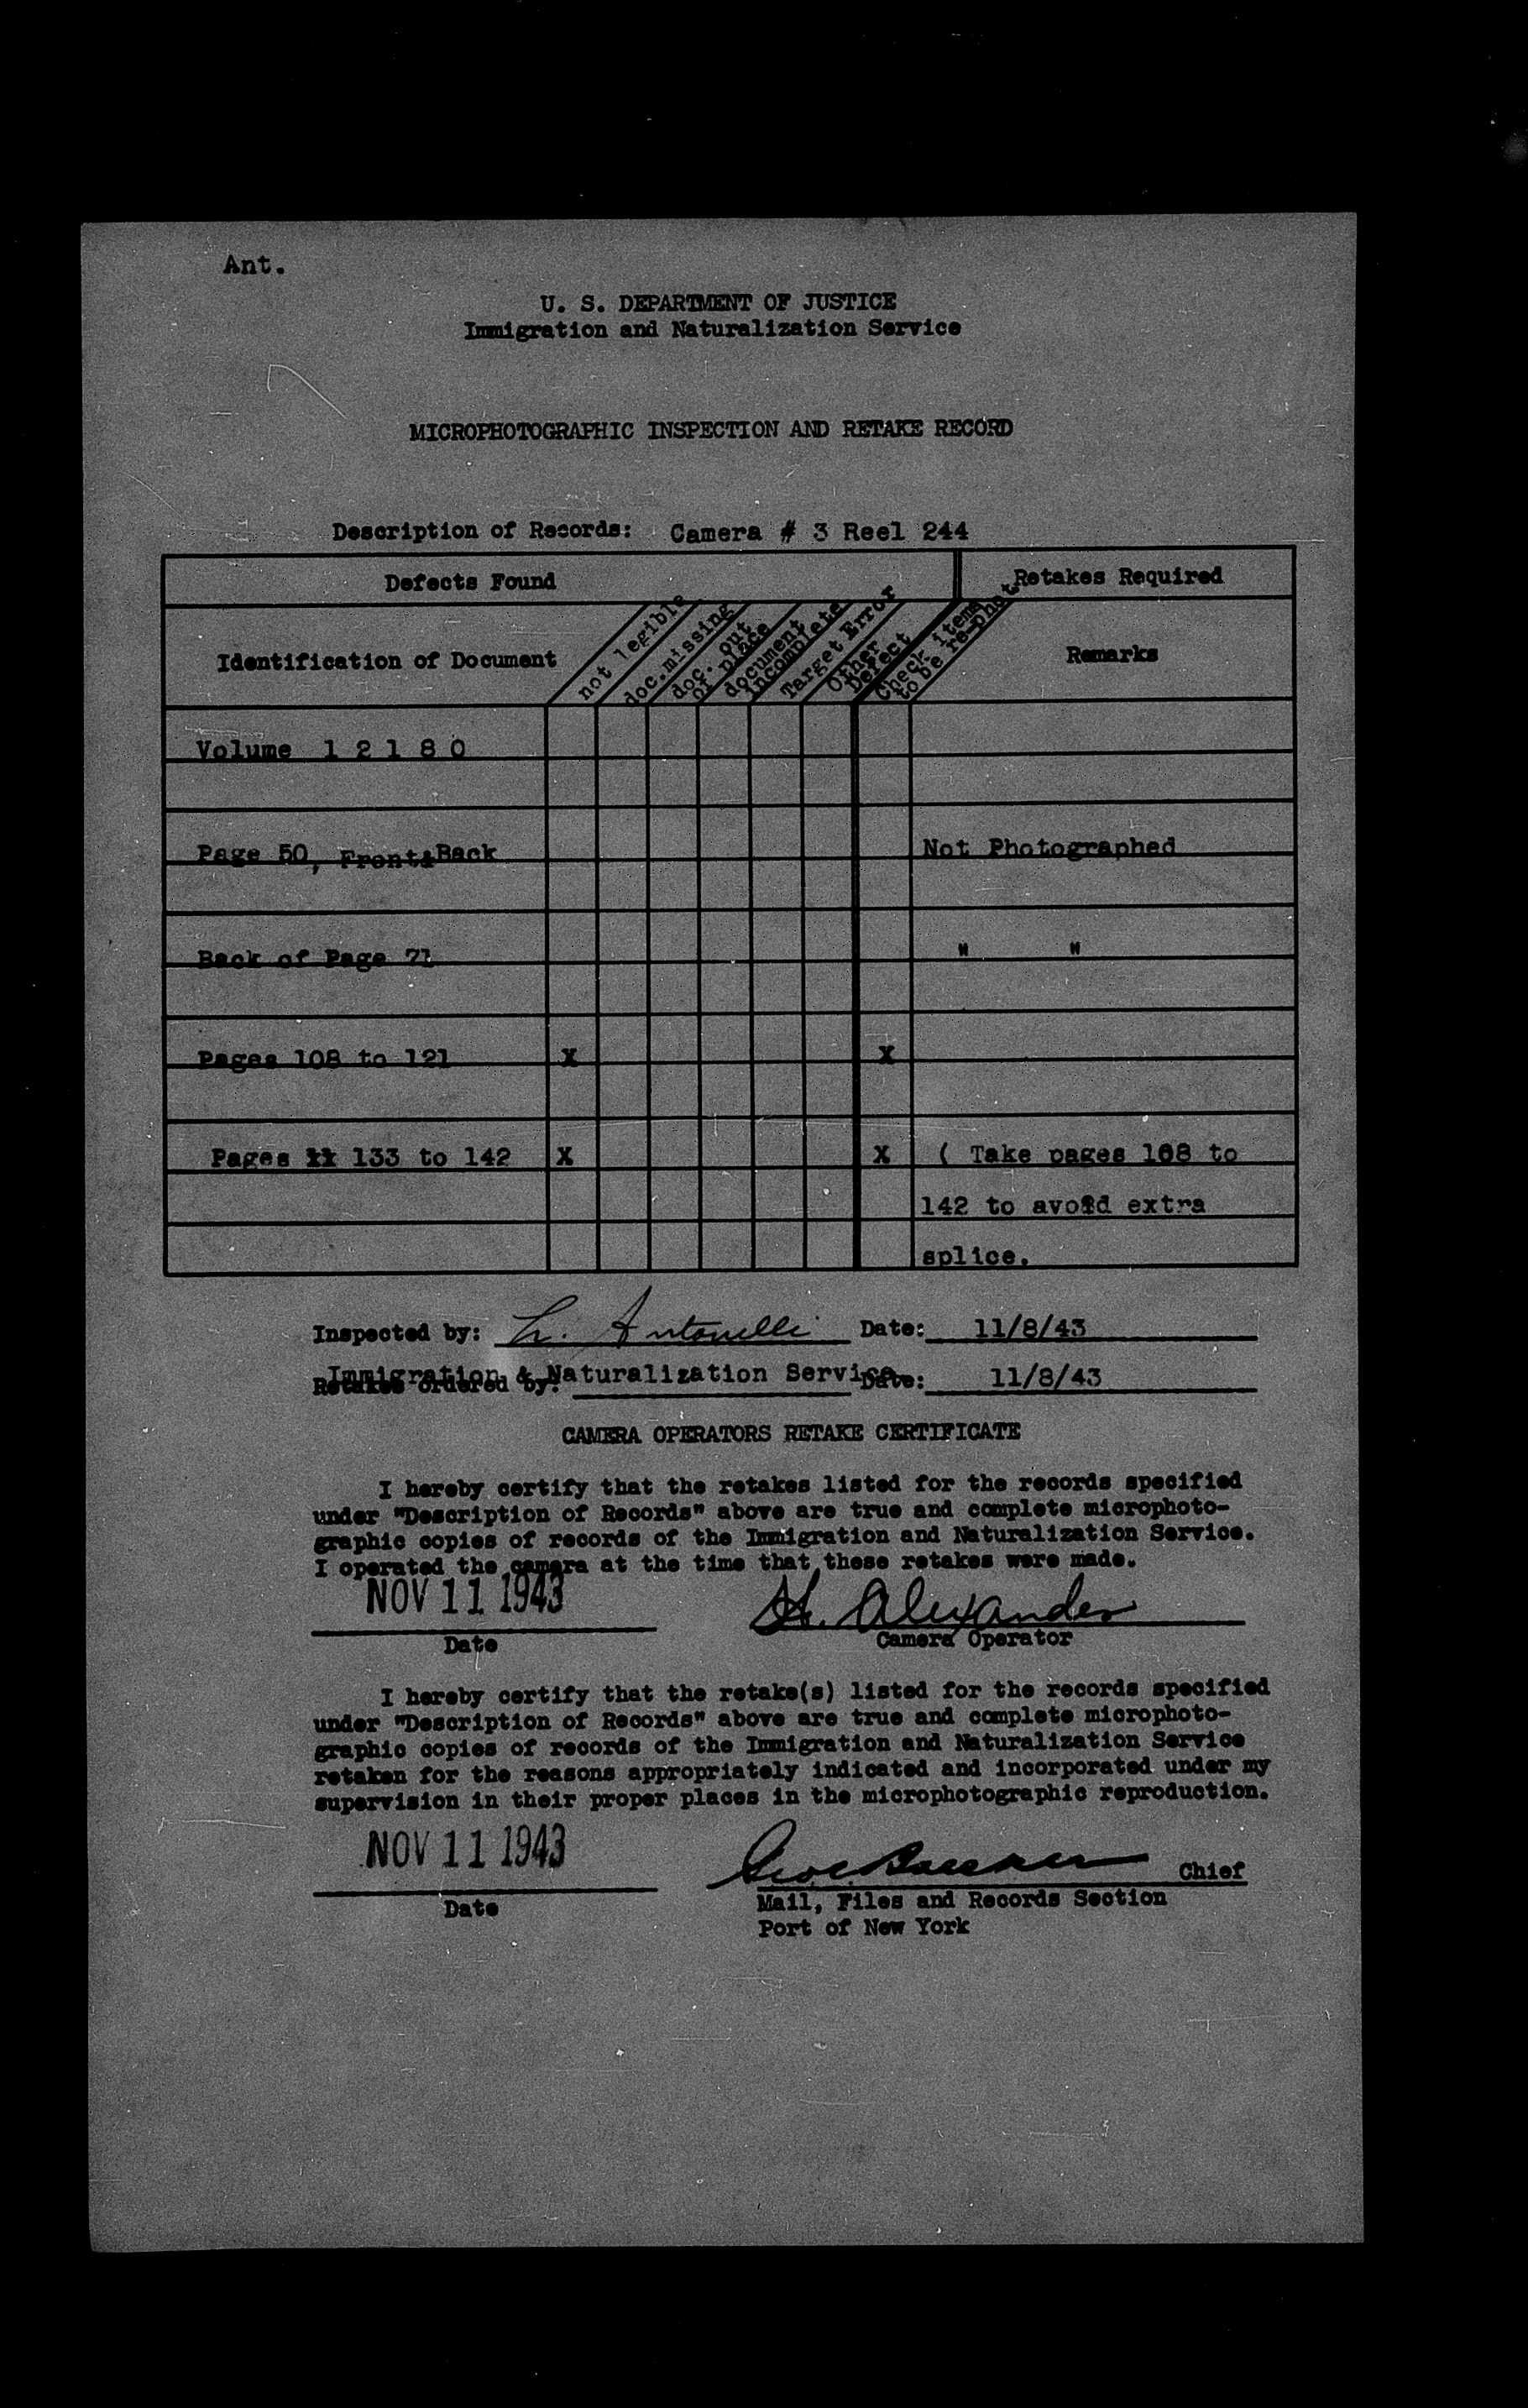 Ant.
U. S. DEPARTMENT OF JUSTICE
Immigration and Naturalization Service
MICROPHOTOGRAPHIC INSPECTION AND RETAKE RECORD
Description of Records: Camera # 3 Reel 244
Defects Found
Retakes Required
Identification of Document
not legible
doc. missing
doc. out
of place
document
incomplete
Target Error
Other
Defect
Check items
to be re-phot.
Remarks
Volume 1 2 1 8 0
Page 50, Front&Back Not Photographed
Back of Page 71 " "
Pages 108 to 121 X X
Pages 133 to 142 X X ( Take pages 108 to
142 to avoid extra
splice.
Inspected by: L. Antonelli Date: 11/8/43
Immigration & Naturalization Service
Retakes ordered by: Date: 11/8/43
CAMERA OPERATORS RETAKE CERTIFICATE
I hereby certify that the retakes listed for the records specified
under "Description of Records" above are true and complete microphoto-
graphic copies of records of the Immigration and Naturalization Service.
I operated the camera at the time that these retakes were made.
NOV 11 1943 Alexander
Date Camera Operator
I hereby certify that the retake(s) listed for the records specified
under "Description of Records" above are true and complete microphoto-
graphic copies of records of the Immigration and Naturalization Service
retaken for the reasons appropriately indicated and incorporated under my
supervision in their proper places in the microphotographic reproduction.
NOV 11 1943 Chief
Date Mail, Files and Records Section
Port of New York